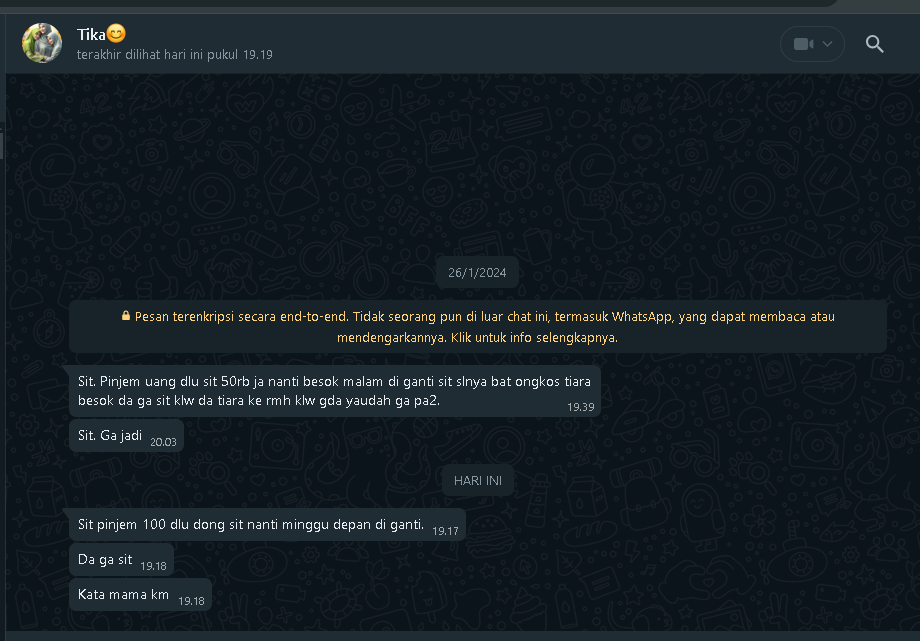 Tika😊
terakhir dilihat hari ini pukul 19.19
26/1/2024
Pesan terenkripsi secara end-to-end. Tidak seorang pun di luar chat ini, termasuk WhatsApp, yang dapat membaca atau
mendengarkannya. Klik untuk info selengkapnya.
Sit. Pinjem uang dlu sit 50rb ja nanti besok malam di ganti sit slnya bat ongkos tiara
besok da ga sit klw da tiara ke rmh klw gda yaudah ga pa2.
19.39
Sit. Ga jadi 20.03
HARI INI
Sit pinjem 100 dlu dong sit nanti minggu depan di ganti. 19.17
Da ga sit 19.18
Kata mama km 19.18